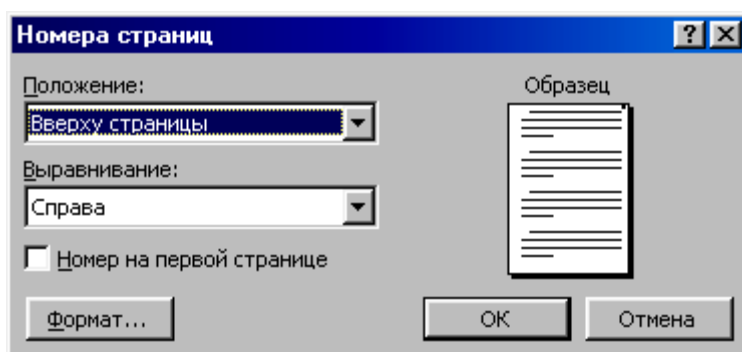 Номера страниц
Положение:
Образец
Вверху страницы
Выравнивание:
Справа
Номер на первой странице
Формат...
ОК
Отмена